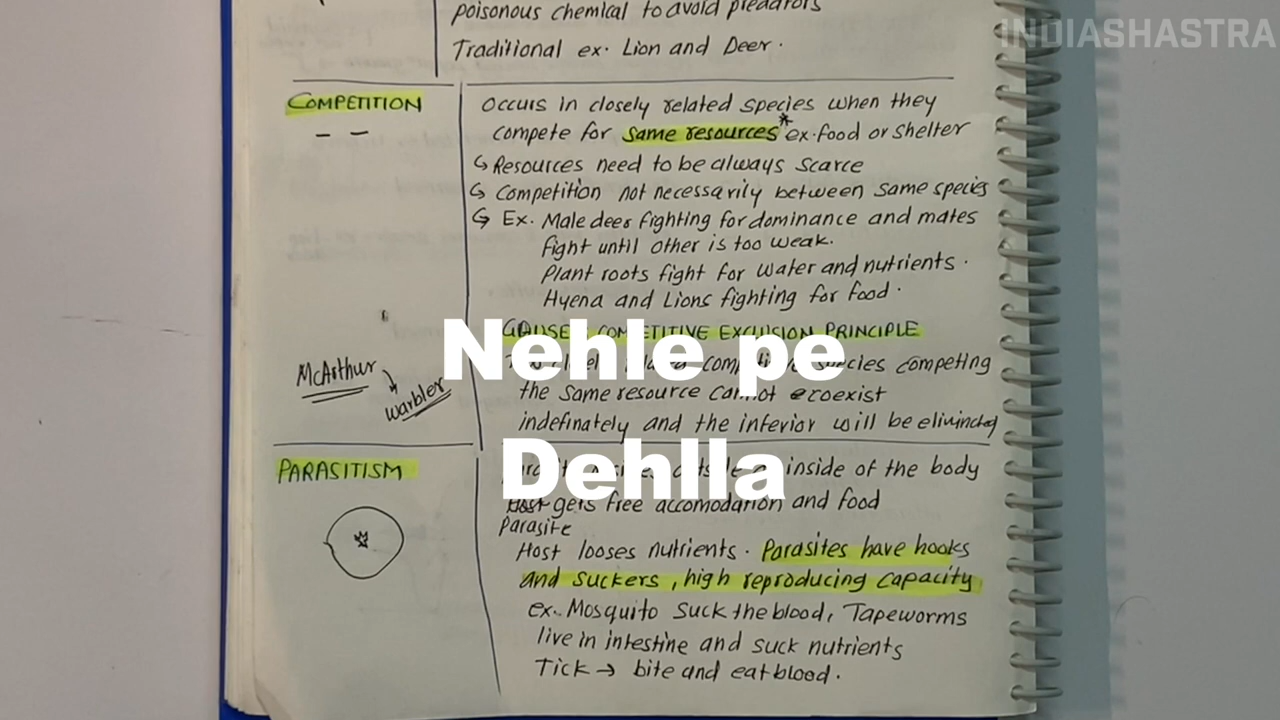 poisonous chemical to avoid predators
INDIASHASTRA
Traditional ex. Lion and Deer.
COMPETITION
Occurs in closely related species when they
compete for same resources* ex. food or shelter
↳ Resources need to be always scarce
↳ Competition not necessarily between same species
↳ Ex. Male deer fighting for dominance and mates
fight until other is too weak.
Plant roots fight for water and nutrients.
Hyena and Lions fighting for food.
GAUSE COMPETITIVE EXCLUSION PRINCIPLE
Nehle pe
closely species competing
McArthur
warbler
the same resource cannot coexist
indefinately and the inferior will be
Dehlla
PARASITISM
inside of the body
Host gets free accomodation and food
Parasite
Host looses nutrients. Parasites have hooks
and suckers, high reproducing capacity
ex. Mosquito suck the blood, Tapeworms
live in intestine and suck nutrients
Tick → bite and eat blood.